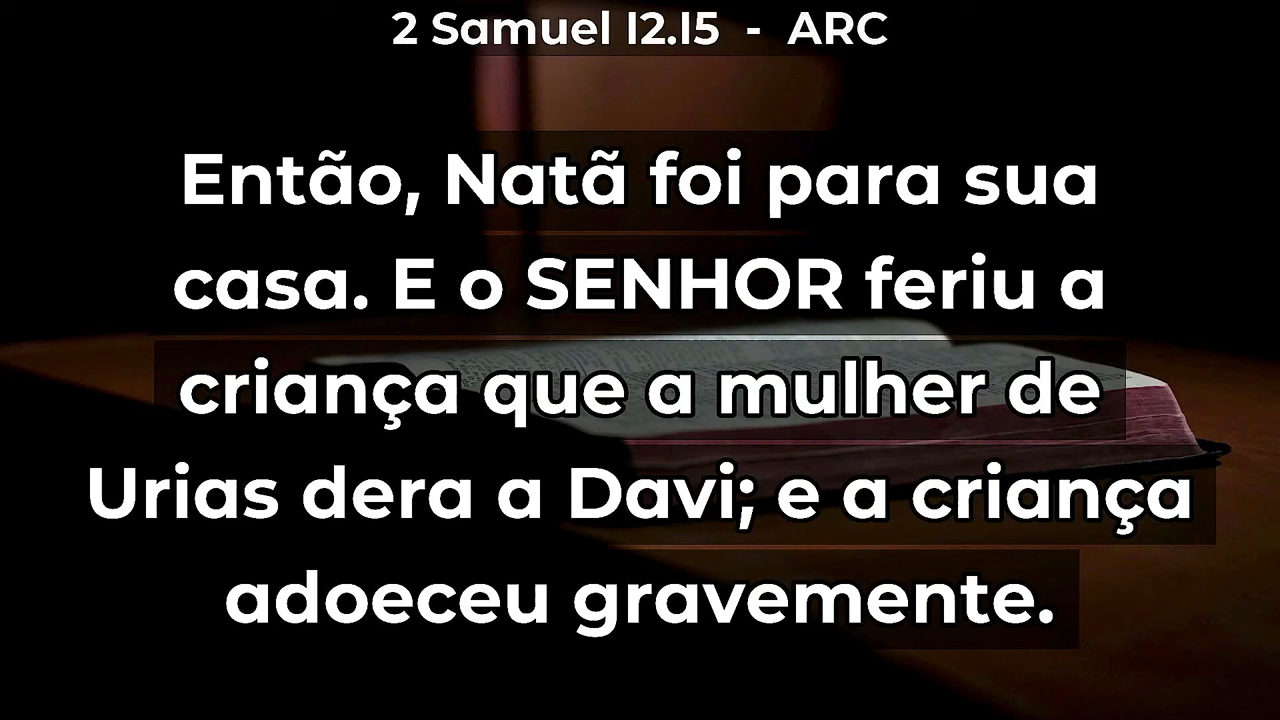 2 Samuel 12.15 - ARC
Então, Natã foi para sua
casa. E o SENHOR feriu a
criança que a mulher de
Urias dera a Davi; e a criança
adoeceu gravemente.